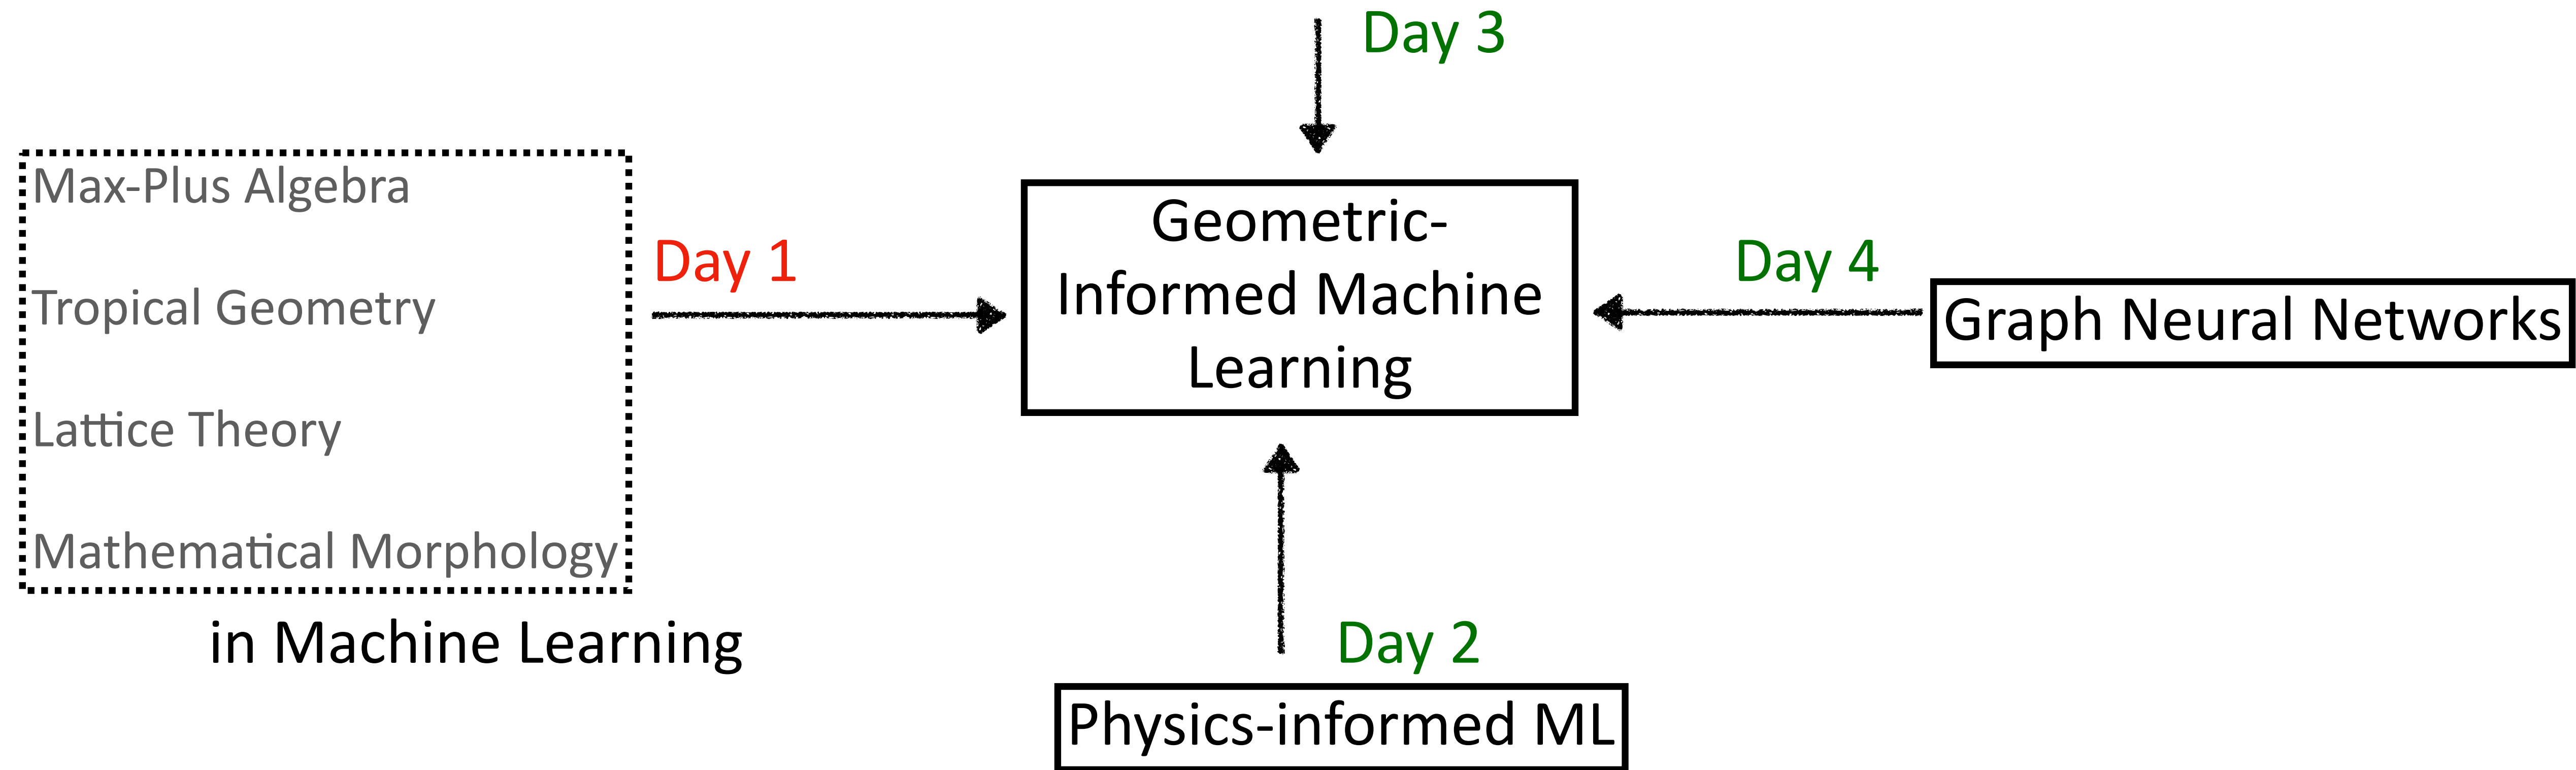 Day 3
Max-Plus Algebra
Tropical Geometry
Lattice Theory
Mathematical Morphology
in Machine Learning
Day 1
Geometric-
Informed Machine
Learning
Day 4
Graph Neural Networks
Day 2
Physics-informed ML